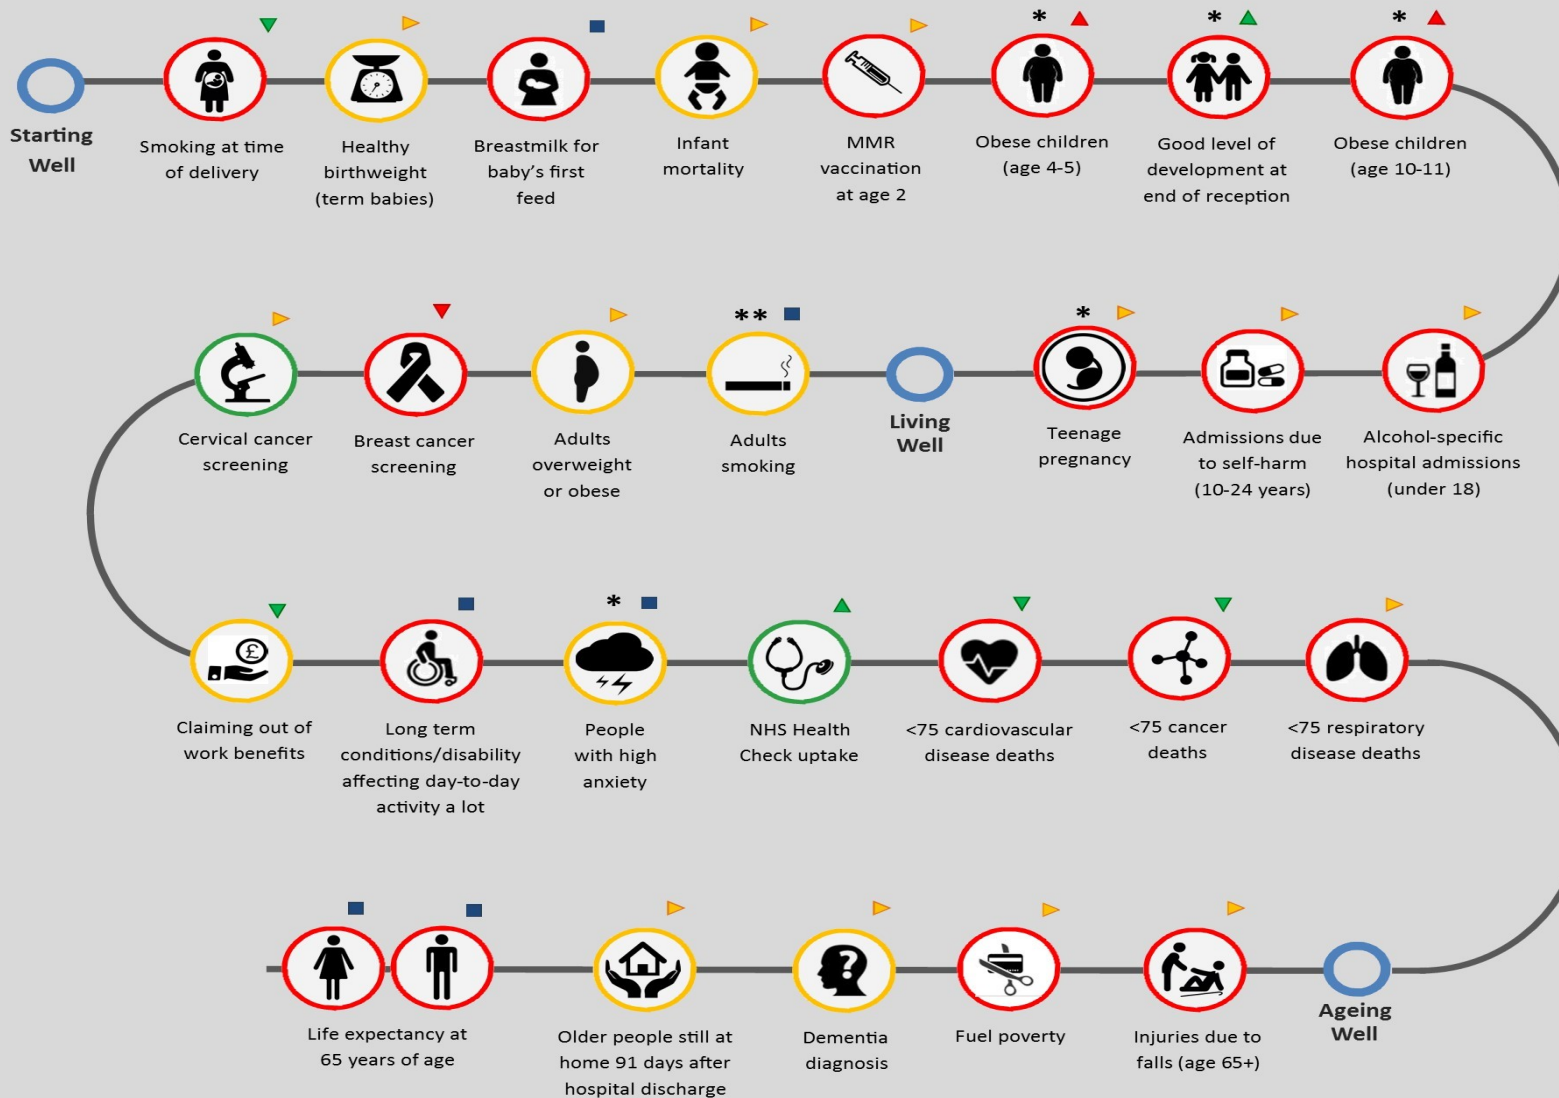 *
*
*
Starting
Well
Smoking at time
of delivery
Healthy
birthweight
(term babies)
Breastmilk for
baby's first
feed
Infant
mortality
MMR
vaccination
at age 2
Obese children
(age 4-5)
Good level of
development at
end of reception
Obese children
(age 10-11)
**
*
Cervical cancer
screening
Breast cancer
screening
Adults
overweight
or obese
Adults
smoking
Living
Well
Teenage
pregnancy
Admissions due
to self-harm
(10-24 years)
Alcohol-specific
hospital admissions
(under 18)
*
£
Claiming out of
work benefits
Long term
conditions/disability
affecting day-to-day
activity a lot
People
with high
anxiety
NHS Health
Check uptake
<75 cardiovascular
disease deaths
<75 cancer
deaths
<75 respiratory
disease deaths
?
Life expectancy at
65 years of age
Older people still at
home 91 days after
hospital discharge
Dementia
diagnosis
Fuel poverty
Injuries due to
falls (age 65+)
Ageing
Well